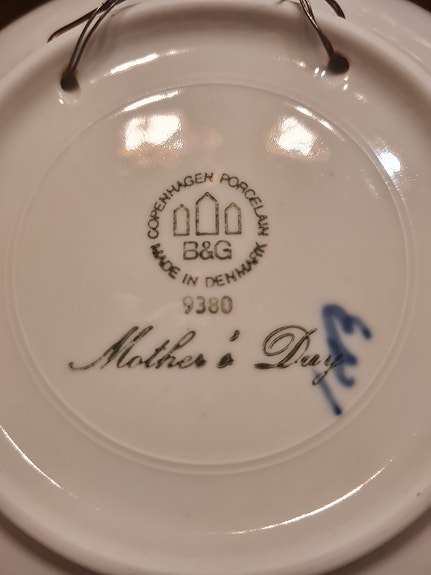 COPENHAGEN PORCELAIN
B&G
MADE IN DENMARK
9380
Mother's Day